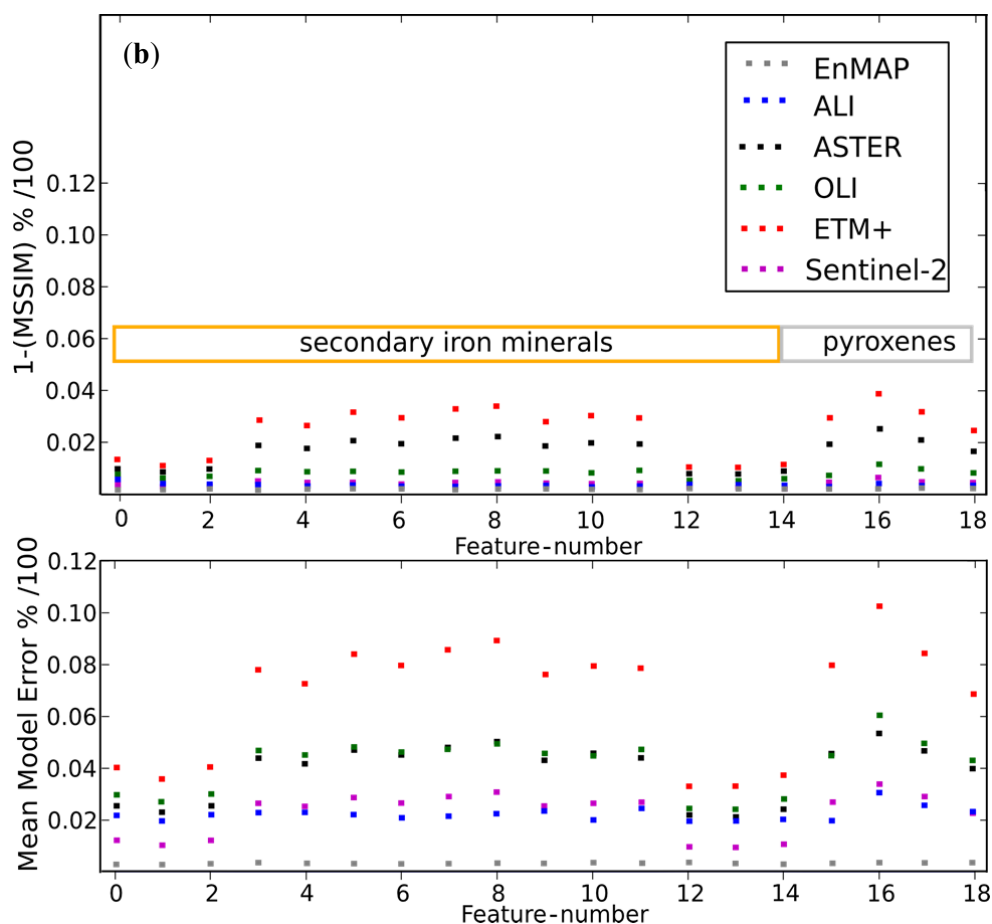 (b)
EnMAP
ALI
ASTER
OLI
ETM+
Sentinel-2
1-(MSSIM) % /100
0.12
0.10
0.08
0.06
0.04
0.02
secondary iron minerals
pyroxenes
0 2 4 6 8 10 12 14 16 18
Feature-number
Mean Model Error % /100
0.12
0.10
0.08
0.06
0.04
0.02
0 2 4 6 8 10 12 14 16 18
Feature-number